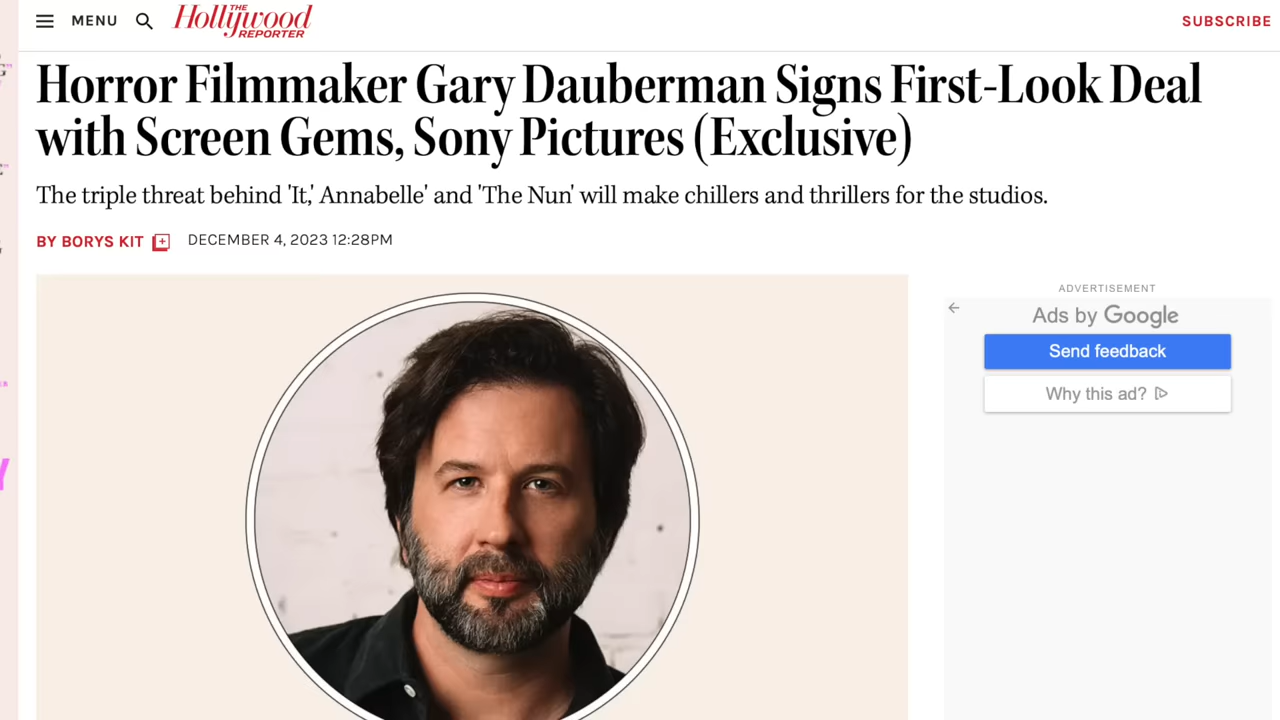 MENU
THE
Hollywood
REPORTER
SUBSCRIBE
Horror Filmmaker Gary Dauberman Signs First-Look Deal
with Screen Gems, Sony Pictures (Exclusive)
The triple threat behind 'It,' Annabelle' and 'The Nun' will make chillers and thrillers for the studios.
BY BORYS KIT
DECEMBER 4, 2023 12:28PM
ADVERTISEMENT
Ads by Google
Send feedback
Why this ad?